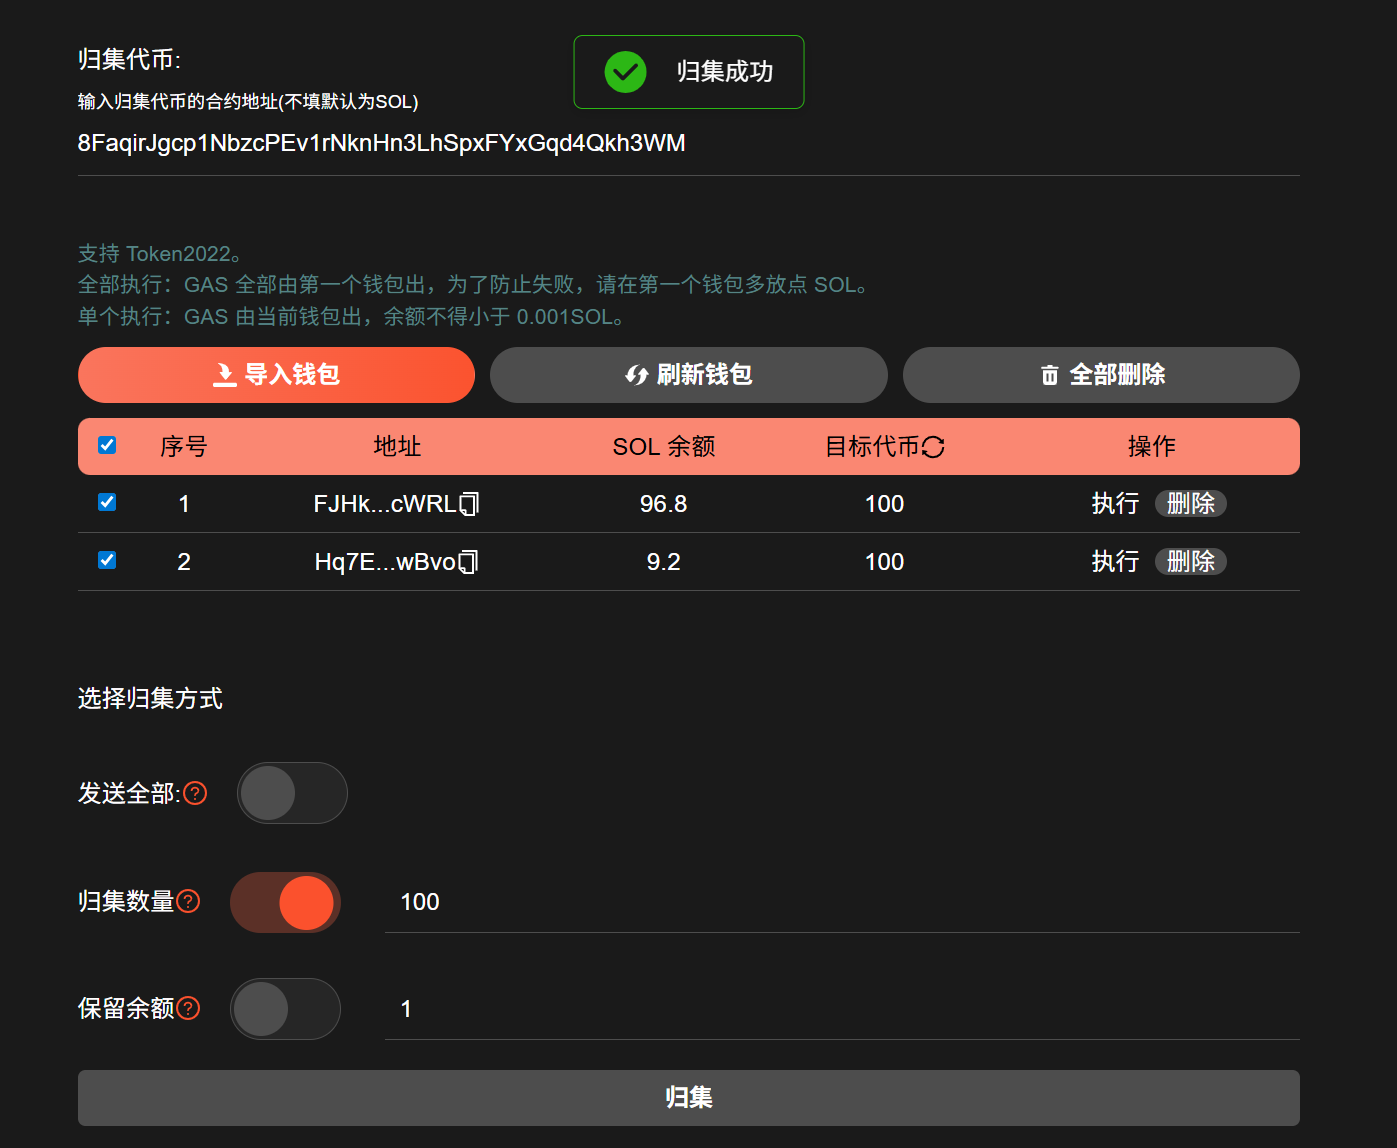 归集代币:
归集成功
输入归集代币的合约地址(不填默认为SOL)
8FaqirJgcp1NbzcPEv1rNknHn3LhSpxFYxGqd4Qkh3WM
支持 Token2022。
全部执行：GAS 全部由第一个钱包出，为了防止失败，请在第一个钱包多放点 SOL。
单个执行：GAS 由当前钱包出，余额不得小于 0.001SOL。
导入钱包 刷新钱包 全部删除
序号 地址 SOL 余额 目标代币 操作
1 FJHk...cWRL 96.8 100 执行 删除
2 Hq7E...wBvo 9.2 100 执行 删除
选择归集方式
发送全部:?
归集数量? 100
保留余额? 1
归集